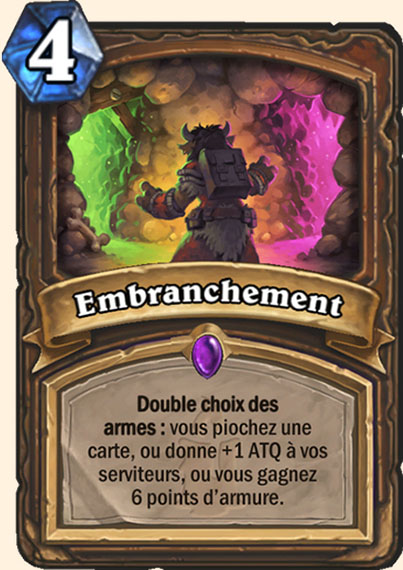 4
Embranchement
Double choix des
armes : vous piochez une
carte, ou donne +1 ATQ à vos
serviteurs, ou vous gagnez
6 points d'armure.